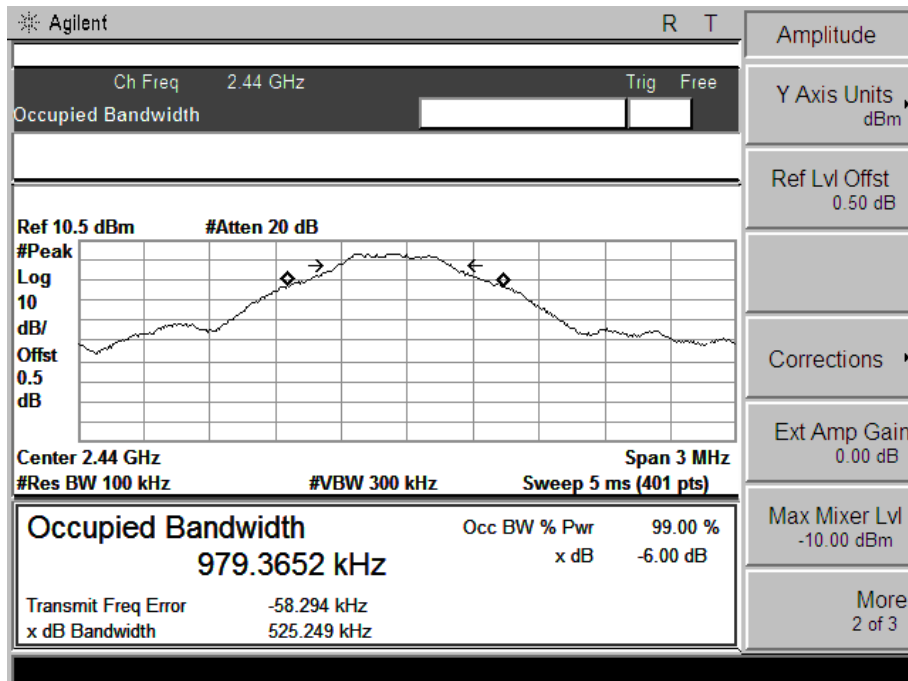 Agilent R T
Ch Freq 2.44 GHz Trig Free
Occupied Bandwidth
Ref 10.5 dBm #Atten 20 dB
#Peak
Log
10
dB/
Offst
0.5
dB
Center 2.44 GHz Span 3 MHz
#Res BW 100 kHz #VBW 300 kHz Sweep 5 ms (401 pts)
Occupied Bandwidth Occ BW % Pwr 99.00 %
979.3652 kHz x dB -6.00 dB
Transmit Freq Error -58.294 kHz
x dB Bandwidth 525.249 kHz
Amplitude
Y Axis Units
dBm
Ref Lvl Offst
0.50 dB
Corrections
Ext Amp Gain
0.00 dB
Max Mixer Lvl
-10.00 dBm
More
2 of 3